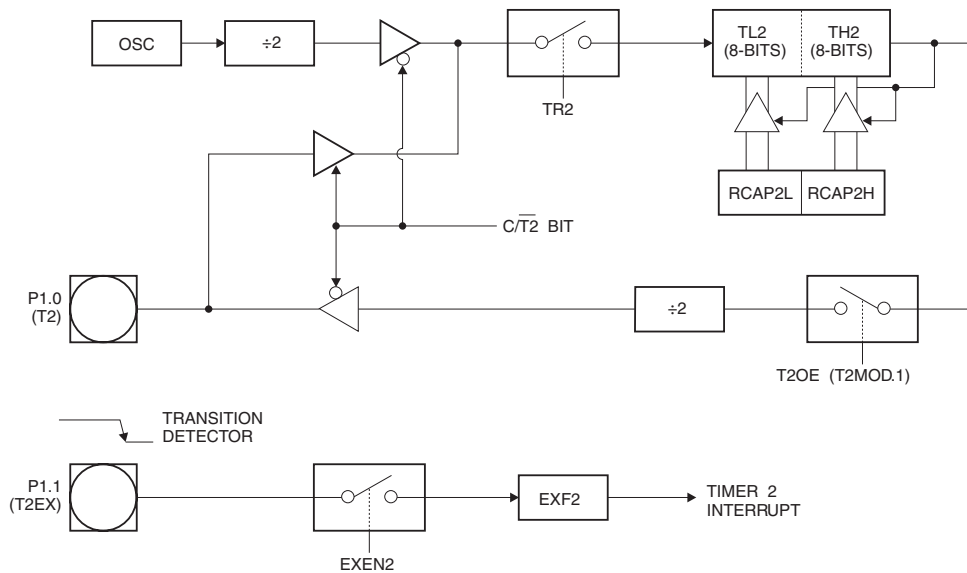 OSC
÷2
TR2
TL2
(8-BITS)
TH2
(8-BITS)
RCAP2L
RCAP2H
C/T2 BIT
P1.0
(T2)
÷2
T2OE (T2MOD.1)
TRANSITION
DETECTOR
P1.1
(T2EX)
EXEN2
EXF2
TIMER 2
INTERRUPT